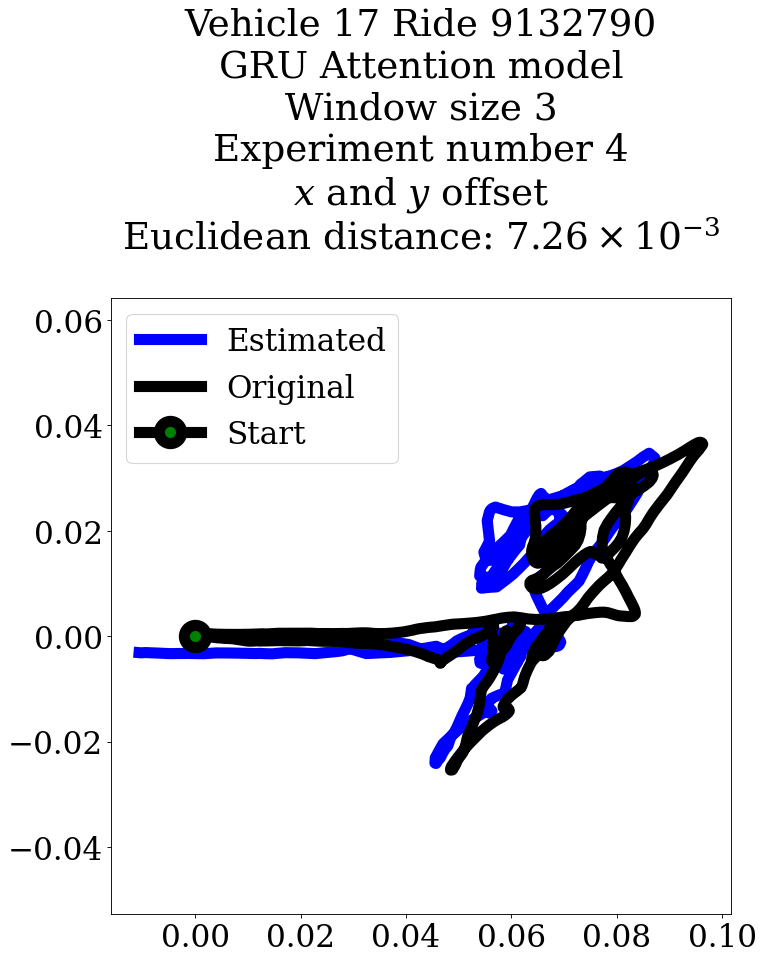 Vehicle 17 Ride 9132790
GRU Attention model
Window size 3
Experiment number 4
x and y offset
Euclidean distance: 7.26 × 10⁻³
Estimated
Original
Start
0.06
0.04
0.02
0.00
−0.02
−0.04
0.00 0.02 0.04 0.06 0.08 0.10